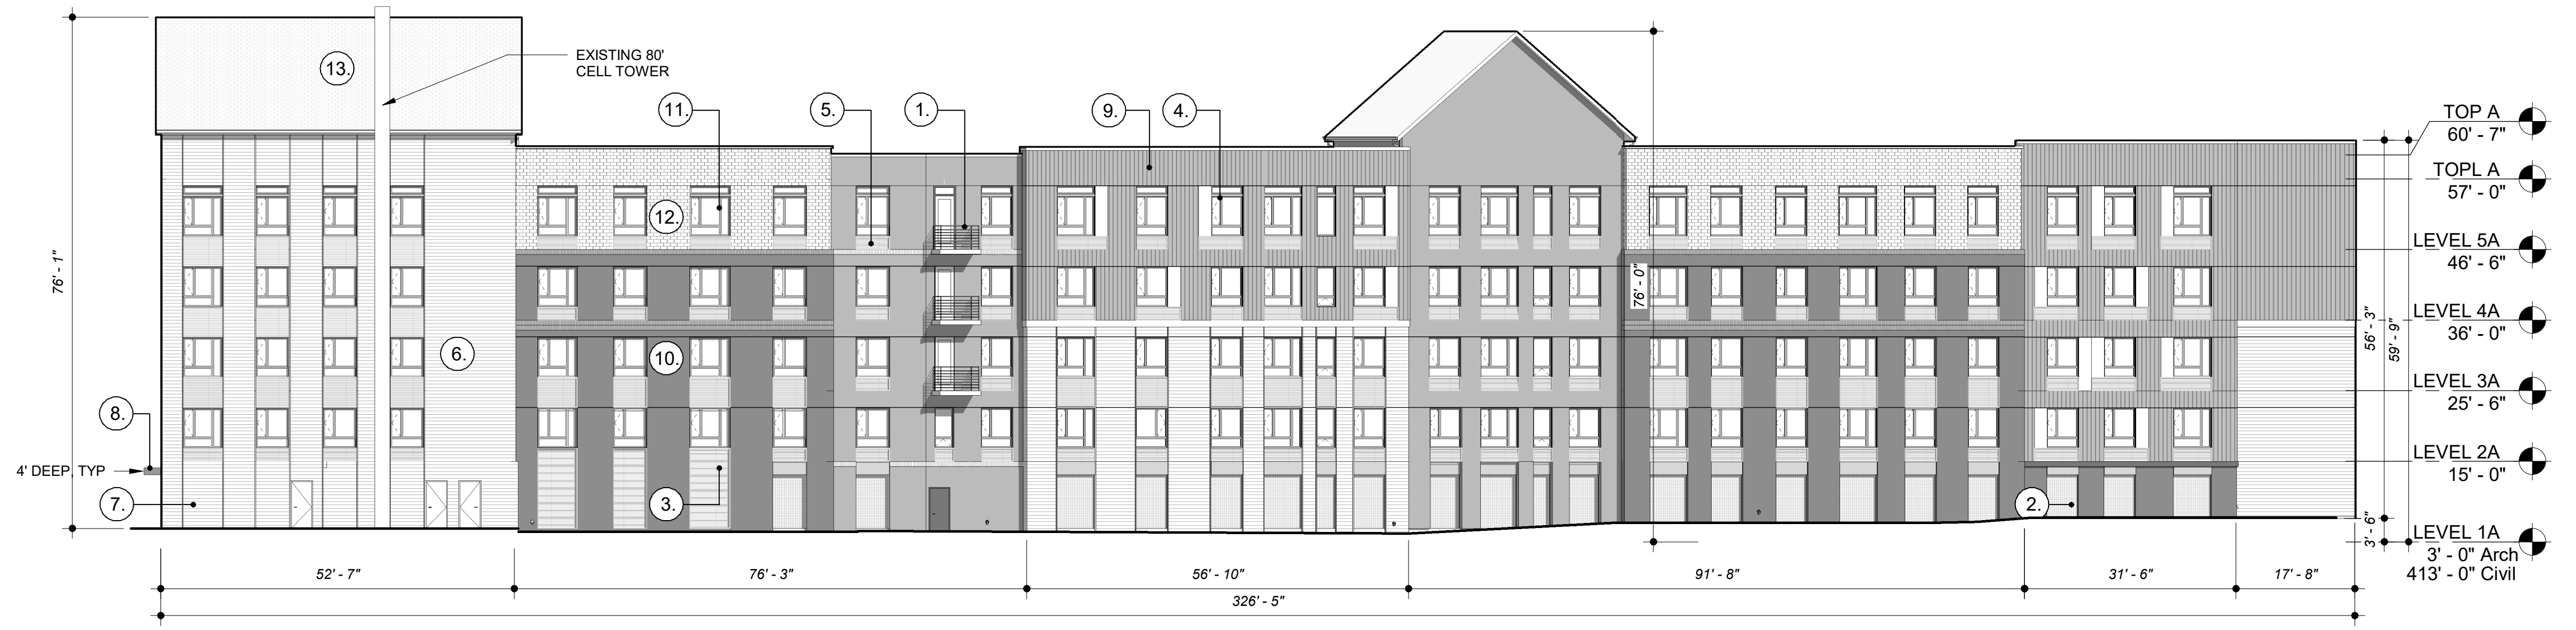 13.
EXISTING 80'
CELL TOWER
11.
5.
1.
9.
4.
TOP A
60' - 7"
TOPL A
57' - 0"
12.
LEVEL 5A
46' - 6"
76' - 1"
76' - 0"
LEVEL 4A
36' - 0"
56' - 3"
59' - 9"
6.
10.
LEVEL 3A
25' - 6"
8.
4' DEEP, TYP
LEVEL 2A
15' - 0"
7.
3.
2.
3' - 6"
LEVEL 1A
3' - 0" Arch
413' - 0" Civil
52' - 7"
76' - 3"
56' - 10"
91' - 8"
31' - 6"
17' - 8"
326' - 5"